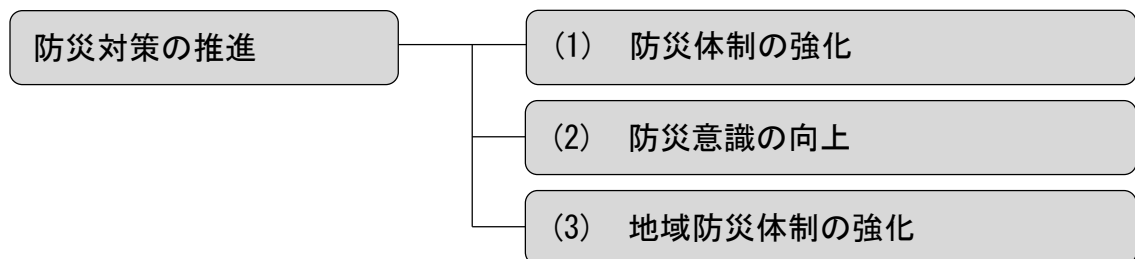 防災対策の推進
(1)　防災体制の強化
(2)　防災意識の向上
(3)　地域防災体制の強化